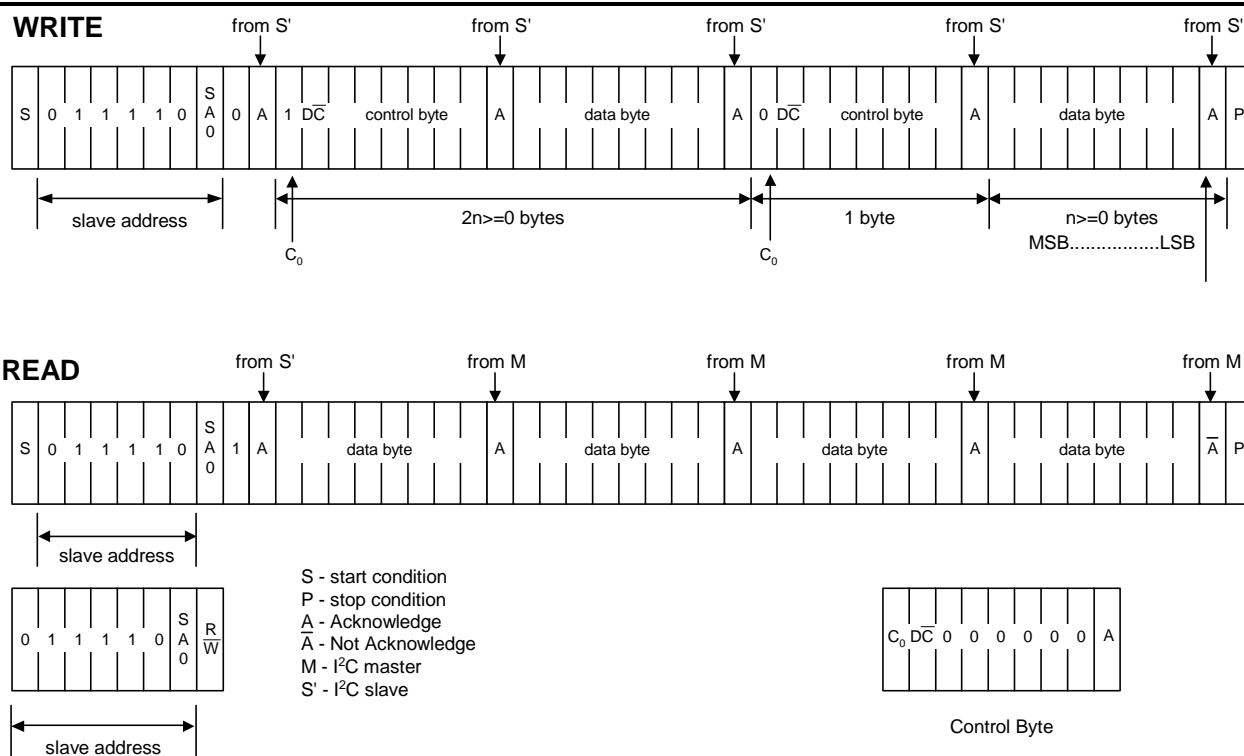 WRITE
from S' from S' from S' from S' from S'
S 0 1 1 1 1 0 SA0 0 A 1 DC̅ control byte A data byte A 0 DC̅ control byte A data byte A P
slave address 2n>=0 bytes 1 byte n>=0 bytes
MSB.................LSB
C₀ C₀
READ
from S' from M from M from M from M
S 0 1 1 1 1 0 SA0 1 A data byte A data byte A data byte A data byte A̅ P
slave address
S - start condition
P - stop condition
A - Acknowledge
A̅ - Not Acknowledge
M - I²C master
S' - I²C slave
0 1 1 1 1 0 SA0 R/W̅
slave address
C₀ DC̅ 0 0 0 0 0 0 A
Control Byte